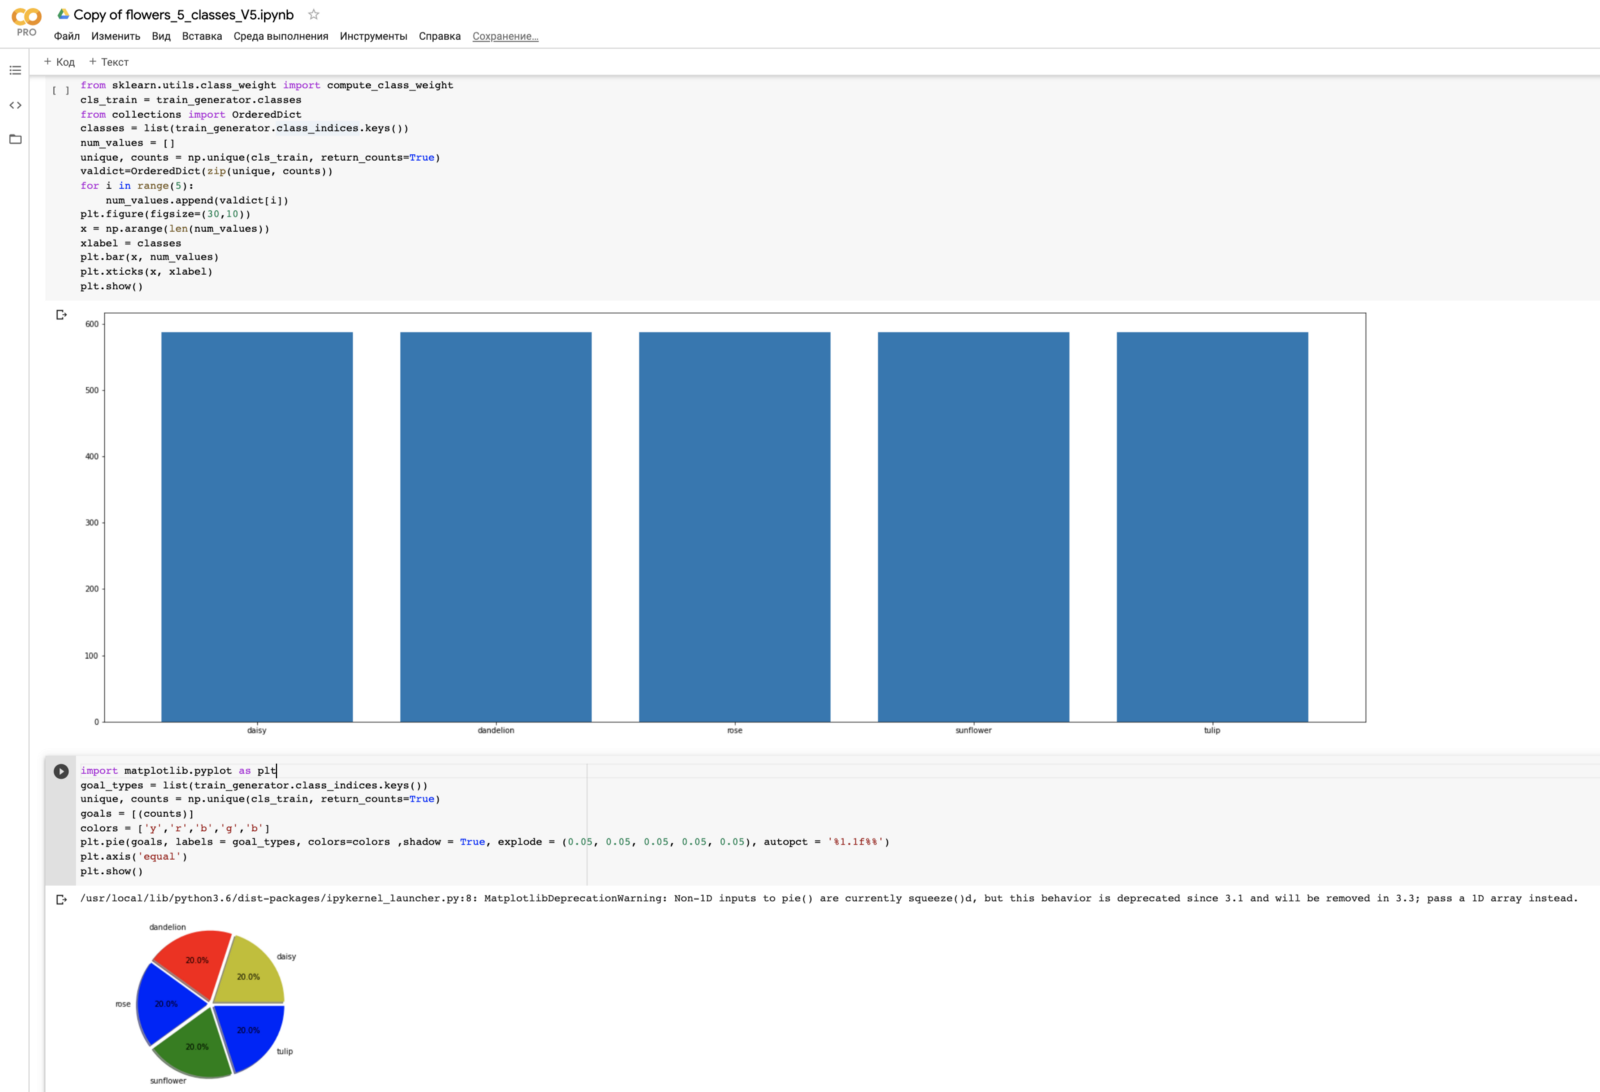 Copy of flowers_5_classes_V5.ipynb
PRO
Файл Изменить Вид Вставка Среда выполнения Инструменты Справка Сохранение...
+ Код + Текст
[ ]
from sklearn.utils.class_weight import compute_class_weight
cls_train = train_generator.classes
from collections import OrderedDict
classes = list(train_generator.class_indices.keys())
num_values = []
unique, counts = np.unique(cls_train, return_counts=True)
valdict=OrderedDict(zip(unique, counts))
for i in range(5):
    num_values.append(valdict[i])
plt.figure(figsize=(30,10))
x = np.arange(len(num_values))
xlabel = classes
plt.bar(x, num_values)
plt.xticks(x, xlabel)
plt.show()
600
500
400
300
200
100
0
daisy dandelion rose sunflower tulip
import matplotlib.pyplot as plt
goal_types = list(train_generator.class_indices.keys())
unique, counts = np.unique(cls_train, return_counts=True)
goals = [(counts)]
colors = ['y','r','b','g','b']
plt.pie(goals, labels = goal_types, colors=colors ,shadow = True, explode = (0.05, 0.05, 0.05, 0.05, 0.05), autopct = '%1.1f%%')
plt.axis('equal')
plt.show()
/usr/local/lib/python3.6/dist-packages/ipykernel_launcher.py:8: MatplotlibDeprecationWarning: Non-1D inputs to pie() are currently squeeze()d, but this behavior is deprecated since 3.1 and will be removed in 3.3; pass a 1D array instead.
dandelion
daisy
20.0%
20.0%
rose
20.0%
20.0%
20.0%
tulip
sunflower